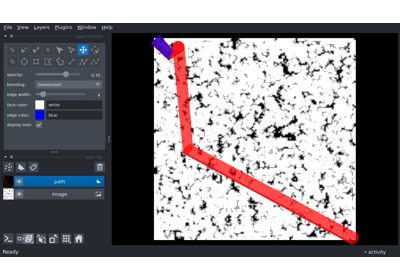 File View Layers Plugins Window Help
opacity: 0.70
blending: translucent
edge width: 4
face color: white
edge color: blue
display text:
path
Image
Ready
activity